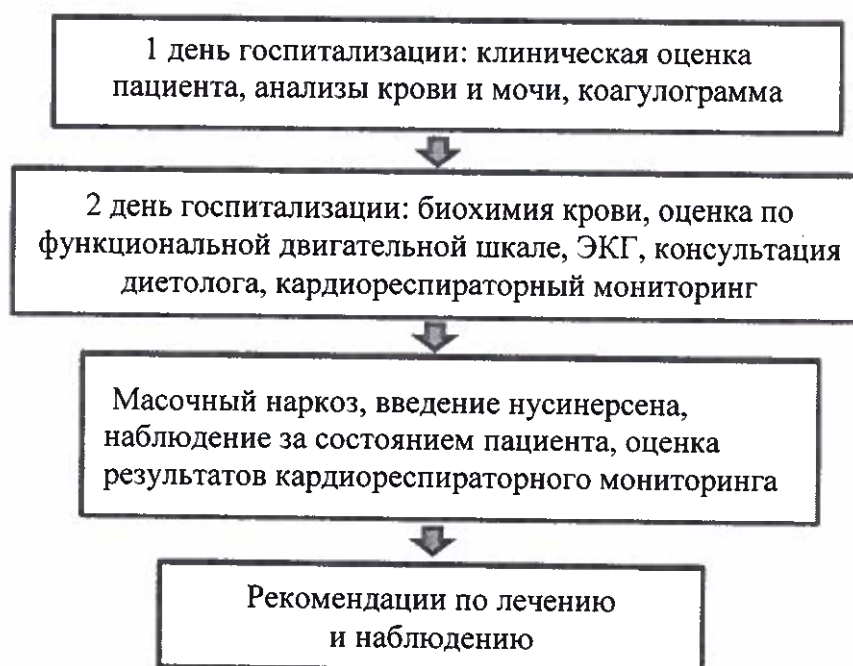 1 день госпитализации: клиническая оценка
пациента, анализы крови и мочи, коагулограмма
2 день госпитализации: биохимия крови, оценка по
функциональной двигательной шкале, ЭКГ, консультация
диетолога, кардиореспираторный мониторинг
Масочный наркоз, введение нусинерсена,
наблюдение за состоянием пациента, оценка
результатов кардиореспираторного мониторинга
Рекомендации по лечению
и наблюдению